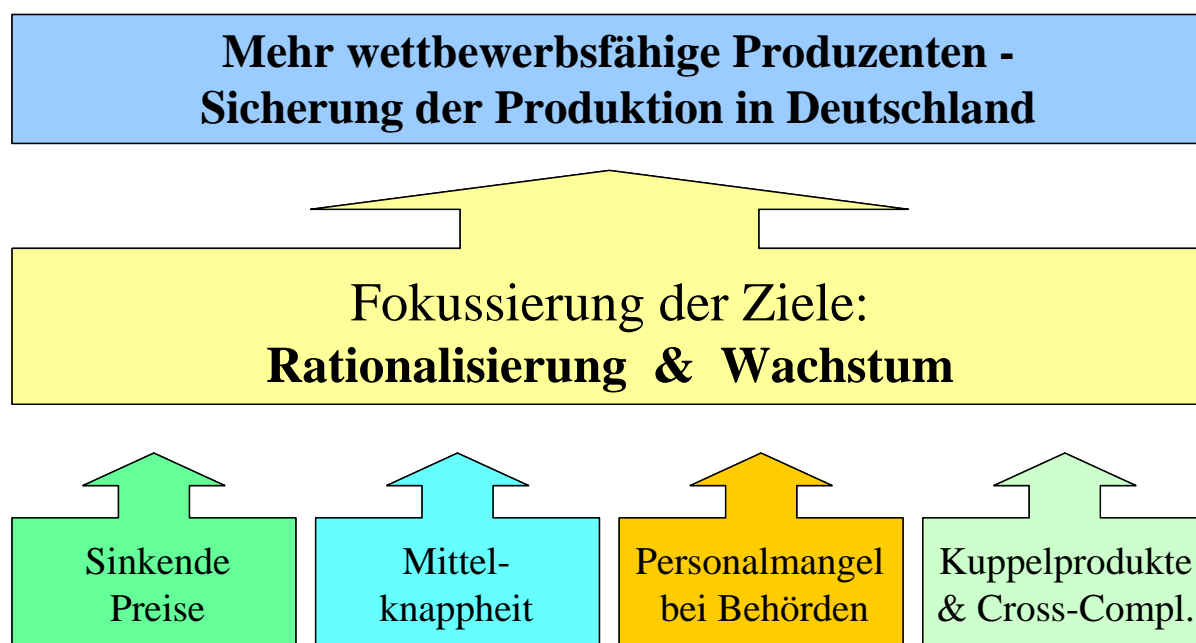 Mehr wettbewerbsfähige Produzenten -
Sicherung der Produktion in Deutschland
Fokussierung der Ziele:
Rationalisierung & Wachstum
Sinkende
Preise
Mittel-
knappheit
Personalmangel
bei Behörden
Kuppelprodukte
& Cross-Compl.